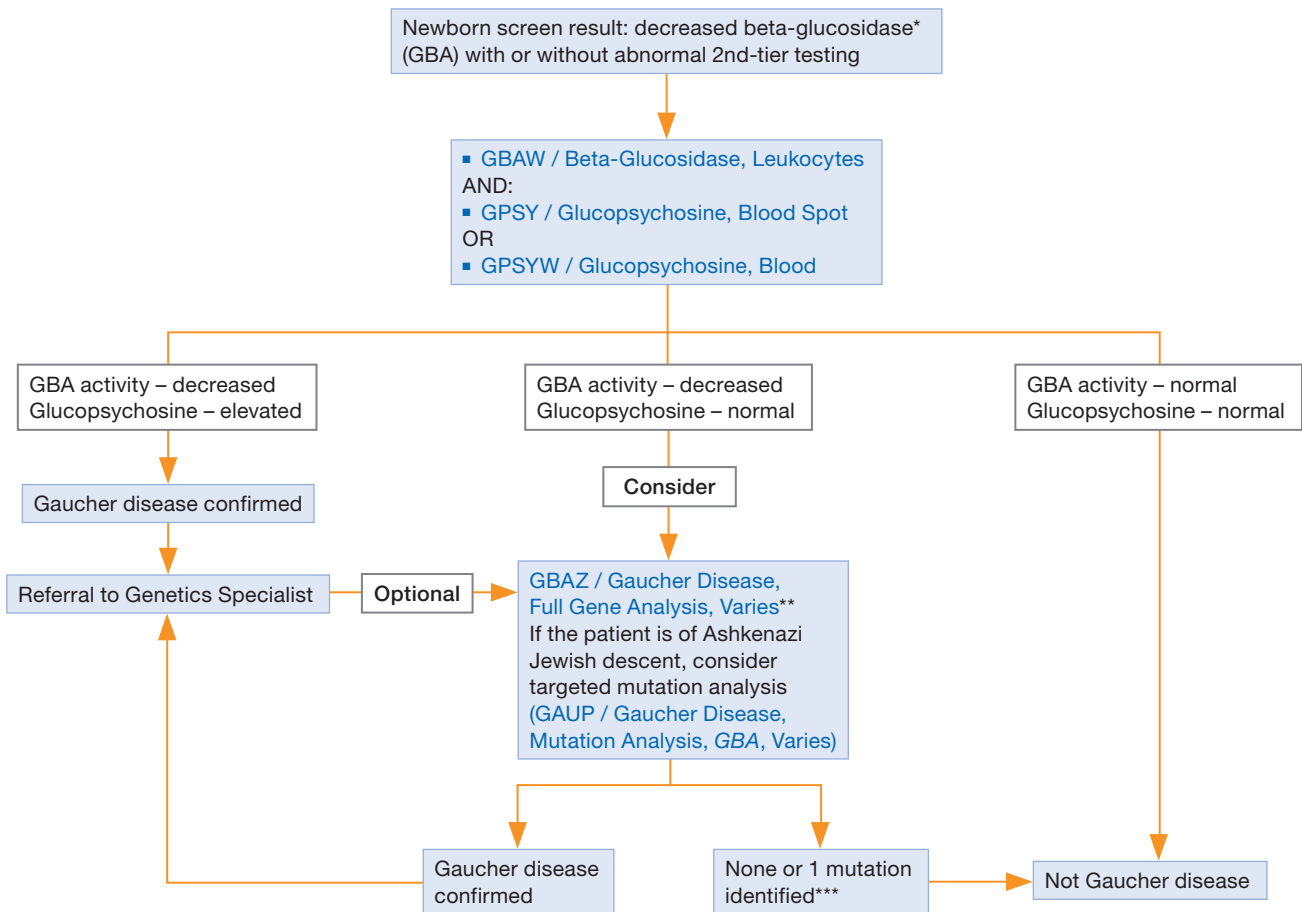 Newborn screen result: decreased beta-glucosidase*
(GBA) with or without abnormal 2nd-tier testing
▪ GBAW / Beta-Glucosidase, Leukocytes
AND:
▪ GPSY / Glucopsychosine, Blood Spot
OR
▪ GPSYW / Glucopsychosine, Blood
GBA activity – decreased
Glucopsychosine – elevated
GBA activity – decreased
Glucopsychosine – normal
GBA activity – normal
Glucopsychosine – normal
Gaucher disease confirmed
Consider
Referral to Genetics Specialist
Optional
GBAZ / Gaucher Disease,
Full Gene Analysis, Varies**
If the patient is of Ashkenazi
Jewish descent, consider
targeted mutation analysis
(GAUP / Gaucher Disease,
Mutation Analysis, GBA, Varies)
Gaucher disease
confirmed
None or 1 mutation
identified***
Not Gaucher disease